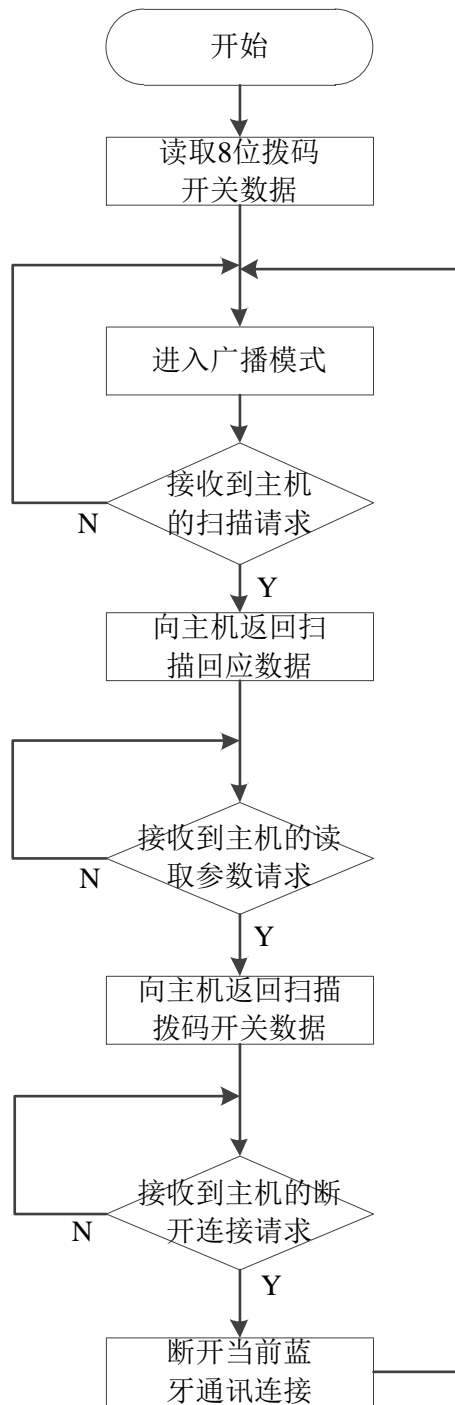 开始
读取8位拨码
开关数据
进入广播模式
接收到主机
的扫描请求
N
Y
向主机返回扫
描回应数据
接收到主机的读
取参数请求
N
Y
向主机返回扫描
拨码开关数据
接收到主机的断
开连接请求
N
Y
断开当前蓝
牙通讯连接